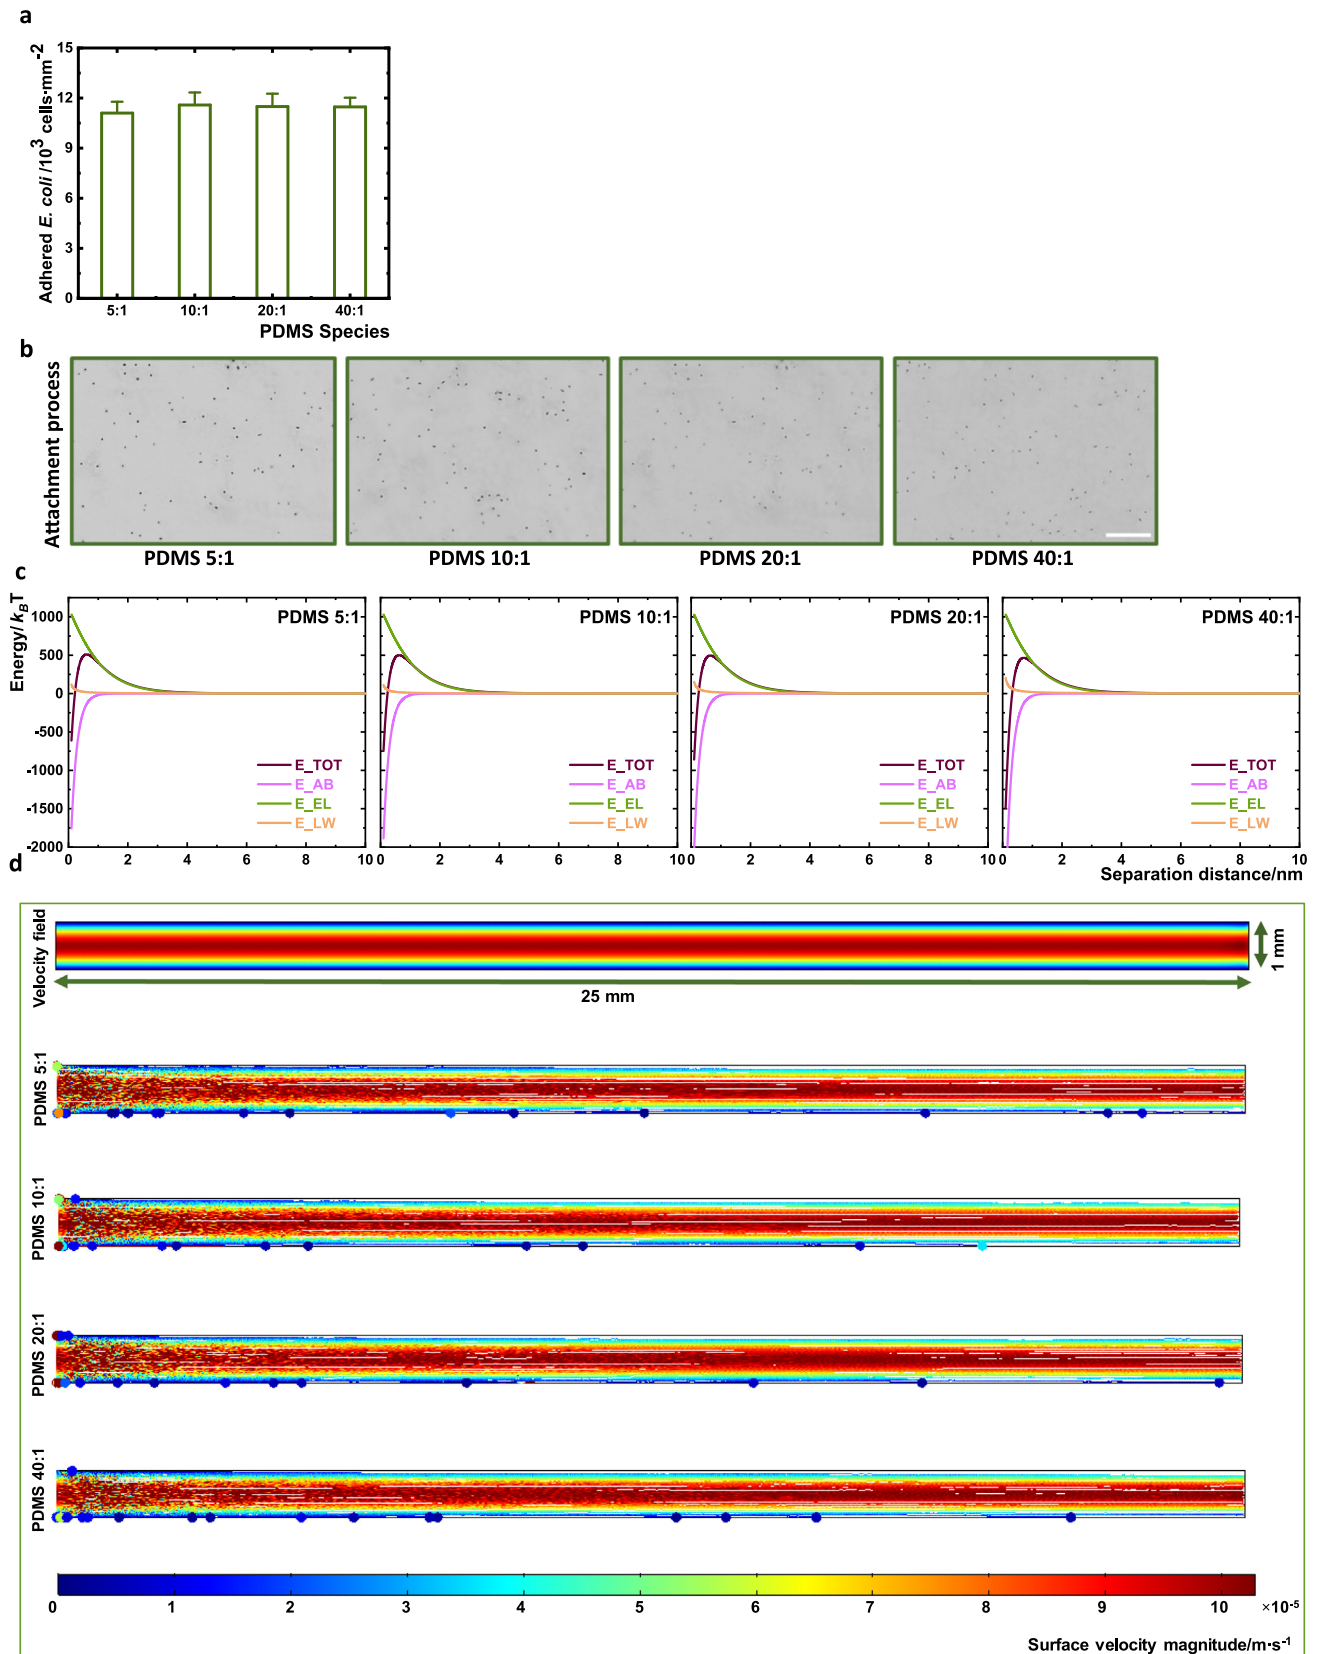 a
Adhered E. coli /10³ cells·mm-2
15
12
9
6
3
0
5:1 10:1 20:1 40:1
PDMS Species
b
Attachment process
PDMS 5:1 PDMS 10:1 PDMS 20:1 PDMS 40:1
c
Energy/ k_BT
1000
500
0
-500
-1000
-1500
-2000
PDMS 5:1 PDMS 10:1 PDMS 20:1 PDMS 40:1
E_TOT E_TOT E_TOT E_TOT
E_AB E_AB E_AB E_AB
E_EL E_EL E_EL E_EL
E_LW E_LW E_LW E_LW
0 2 4 6 8 10 0 2 4 6 8 10 0 2 4 6 8 10 0 2 4 6 8 10
Separation distance/nm
d
Velocity field
1 mm
25 mm
PDMS 5:1
PDMS 10:1
PDMS 20:1
PDMS 40:1
0 1 2 3 4 5 6 7 8 9 10 ×10⁻⁵
Surface velocity magnitude/m·s⁻¹